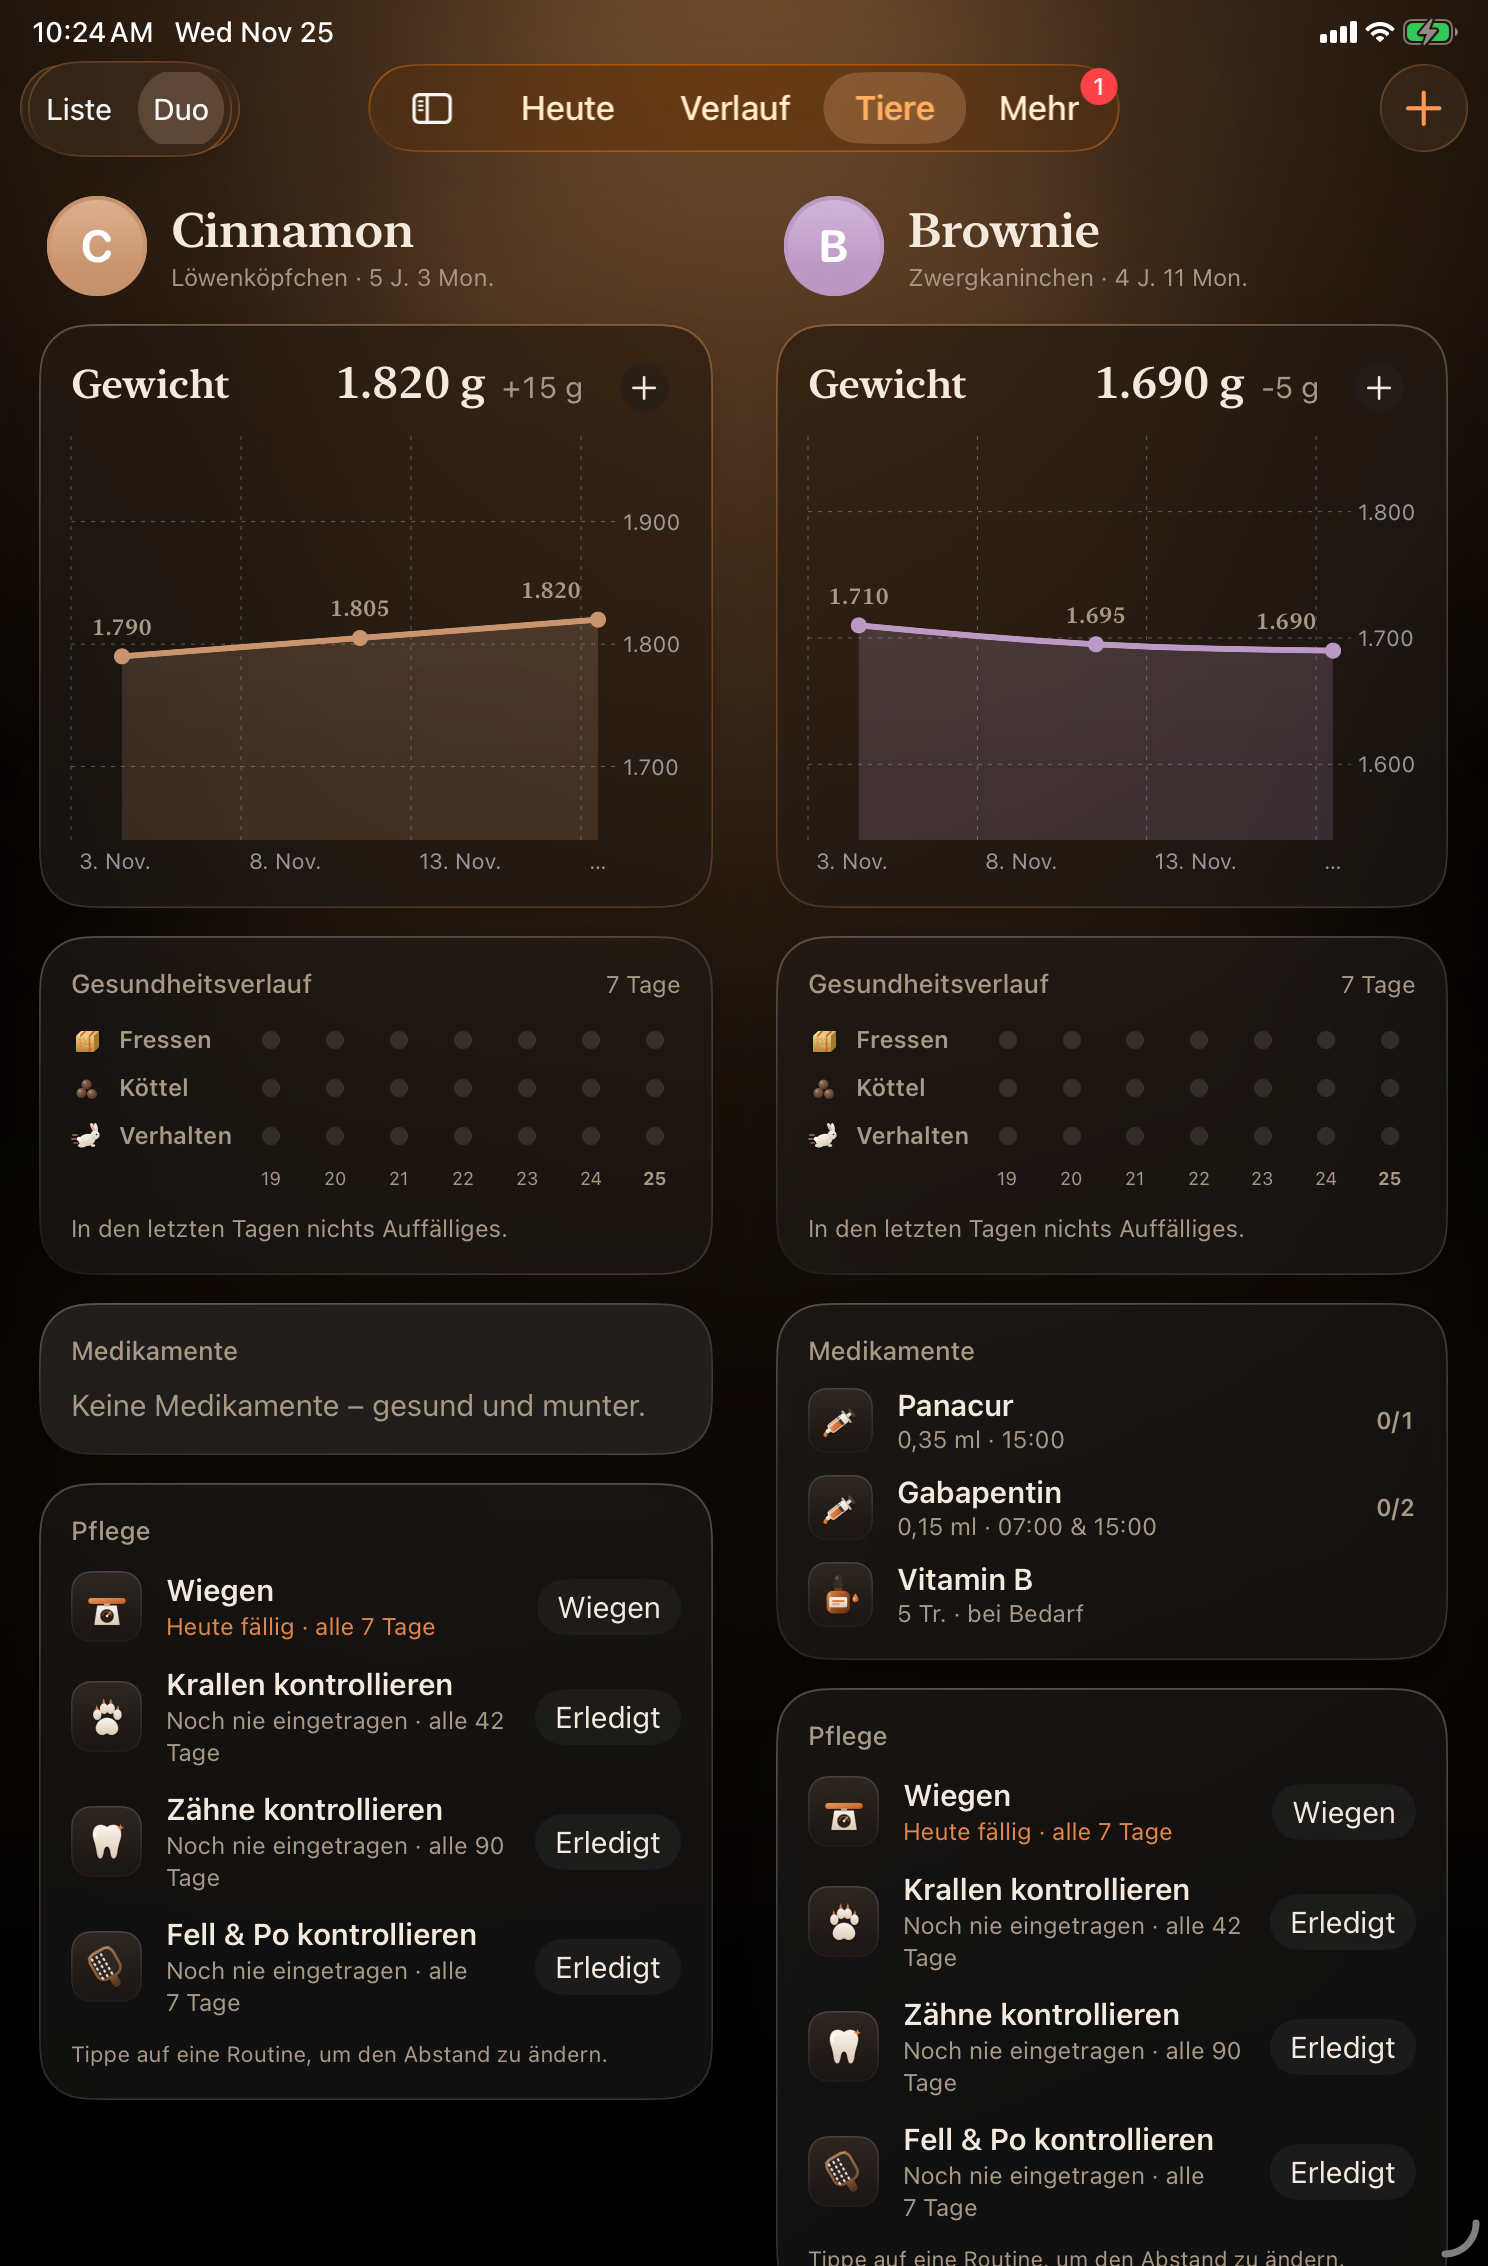 10:24 AM Wed Nov 25
Liste
Duo
Heute
Verlauf
Tiere
Mehr
1
C
Cinnamon
Löwenköpfchen · 5 J. 3 Mon.
Gewicht
1.820 g +15 g
1.900
1.800
1.700
1.790
1.805
1.820
3. Nov.
8. Nov.
13. Nov.
...
Gesundheitsverlauf
7 Tage
Fressen
Köttel
Verhalten
19 20 21 22 23 24 25
In den letzten Tagen nichts Auffälliges.
Medikamente
Keine Medikamente – gesund und munter.
Pflege
Wiegen
Heute fällig · alle 7 Tage
Wiegen
Krallen kontrollieren
Noch nie eingetragen · alle 42
Tage
Erledigt
Zähne kontrollieren
Noch nie eingetragen · alle 90
Tage
Erledigt
Fell & Po kontrollieren
Noch nie eingetragen · alle
7 Tage
Erledigt
Tippe auf eine Routine, um den Abstand zu ändern.
B
Brownie
Zwergkaninchen · 4 J. 11 Mon.
Gewicht
1.690 g -5 g
1.800
1.700
1.600
1.710
1.695
1.690
3. Nov.
8. Nov.
13. Nov.
...
Gesundheitsverlauf
7 Tage
Fressen
Köttel
Verhalten
19 20 21 22 23 24 25
In den letzten Tagen nichts Auffälliges.
Medikamente
Panacur
0,35 ml · 15:00
0/1
Gabapentin
0,15 ml · 07:00 & 15:00
0/2
Vitamin B
5 Tr. · bei Bedarf
Pflege
Wiegen
Heute fällig · alle 7 Tage
Wiegen
Krallen kontrollieren
Noch nie eingetragen · alle 42
Tage
Erledigt
Zähne kontrollieren
Noch nie eingetragen · alle 90
Tage
Erledigt
Fell & Po kontrollieren
Noch nie eingetragen · alle
7 Tage
Erledigt
Tippe auf eine Routine, um den Abstand zu ändern.